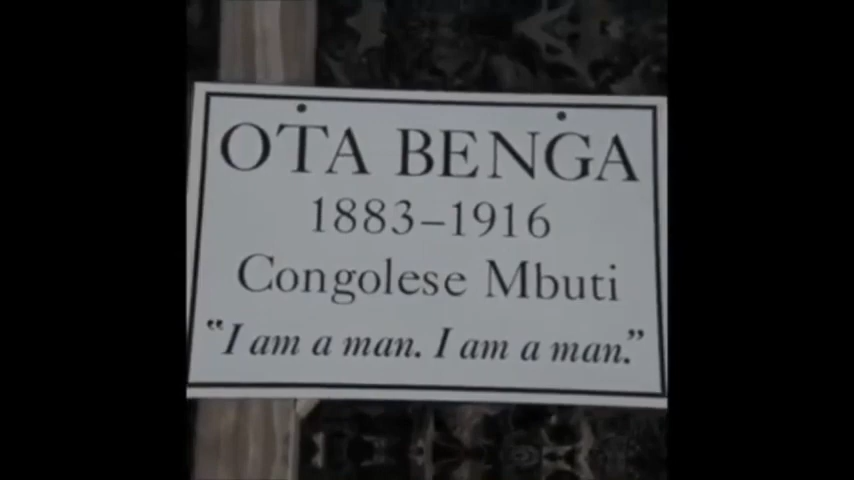 OTA BENGA
1883–1916
Congolese Mbuti
"I am a man. I am a man."